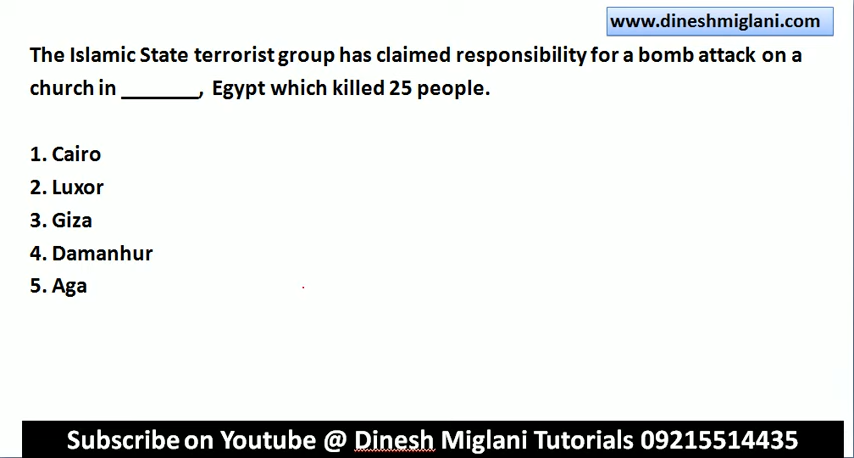 www.dineshmiglani.com
The Islamic State terrorist group has claimed responsibility for a bomb attack on a
church in _______, Egypt which killed 25 people.
1. Cairo
2. Luxor
3. Giza
4. Damanhur
5. Aga
Subscribe on Youtube @ Dinesh Miglani Tutorials 09215514435